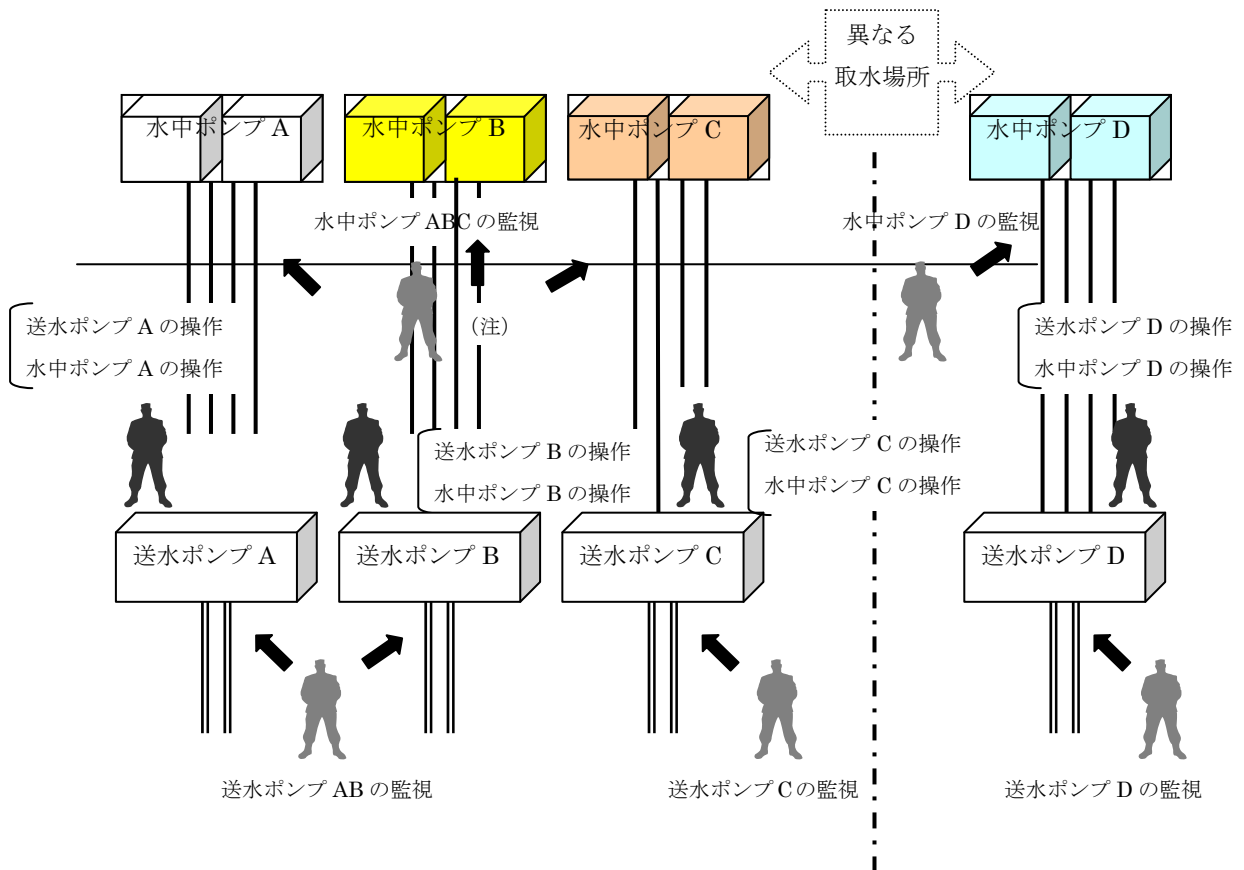 異なる
取水場所
水中ポンプ A
水中ポンプ B
水中ポンプ C
水中ポンプ D
水中ポンプ ABC の監視
水中ポンプ D の監視
送水ポンプ A の操作
水中ポンプ A の操作
（注）
送水ポンプ D の操作
水中ポンプ D の操作
送水ポンプ B の操作
水中ポンプ B の操作
送水ポンプ C の操作
水中ポンプ C の操作
送水ポンプ A
送水ポンプ B
送水ポンプ C
送水ポンプ D
送水ポンプ AB の監視
送水ポンプ C の監視
送水ポンプ D の監視